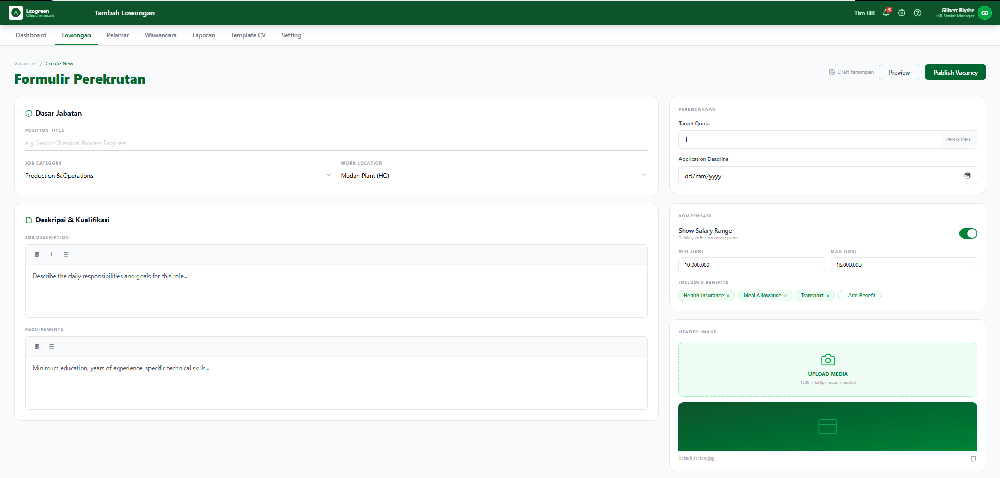 Ecogreen
Oleochemicals
Tambah Lowongan
Tim HR
3
Gilbert Blythe
HR Senior Manager
GB
Dashboard
Lowongan
Pelamar
Wawancara
Laporan
Template CV
Setting
Vacancies / Create New
Formulir Perekrutan
Draft tersimpan
Preview
Publish Vacancy
Dasar Jabatan
POSITION TITLE
e.g. Senior Chemical Process Engineer
JOB CATEGORY
Production & Operations
WORK LOCATION
Medan Plant (HQ)
Deskripsi & Kualifikasi
JOB DESCRIPTION
B I
Describe the daily responsibilities and goals for this role...
REQUIREMENTS
B
Minimum education, years of experience, specific technical skills...
PERENCANAAN
Target Quota
1
PERSONEL
Application Deadline
dd/mm/yyyy
KOMPENSASI
Show Salary Range
Publicly visible on career portal
MIN (IDR)
10.000.000
MAX (IDR)
15.000.000
INCLUDED BENEFITS
Health Insurance ×
Meal Allowance ×
Transport ×
+ Add Benefit
HEADER IMAGE
UPLOAD MEDIA
1200 × 630px recommended
default_factory.jpg